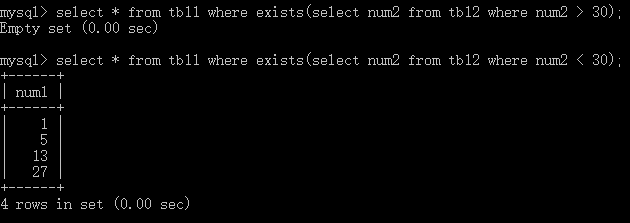 mysql> select * from tbl1 where exists(select num2 from tbl2 where num2 > 30);
Empty set (0.00 sec)
mysql> select * from tbl1 where exists(select num2 from tbl2 where num2 < 30);
+------+
| num1 |
+------+
|    1 |
|    5 |
|   13 |
|   27 |
+------+
4 rows in set (0.00 sec)